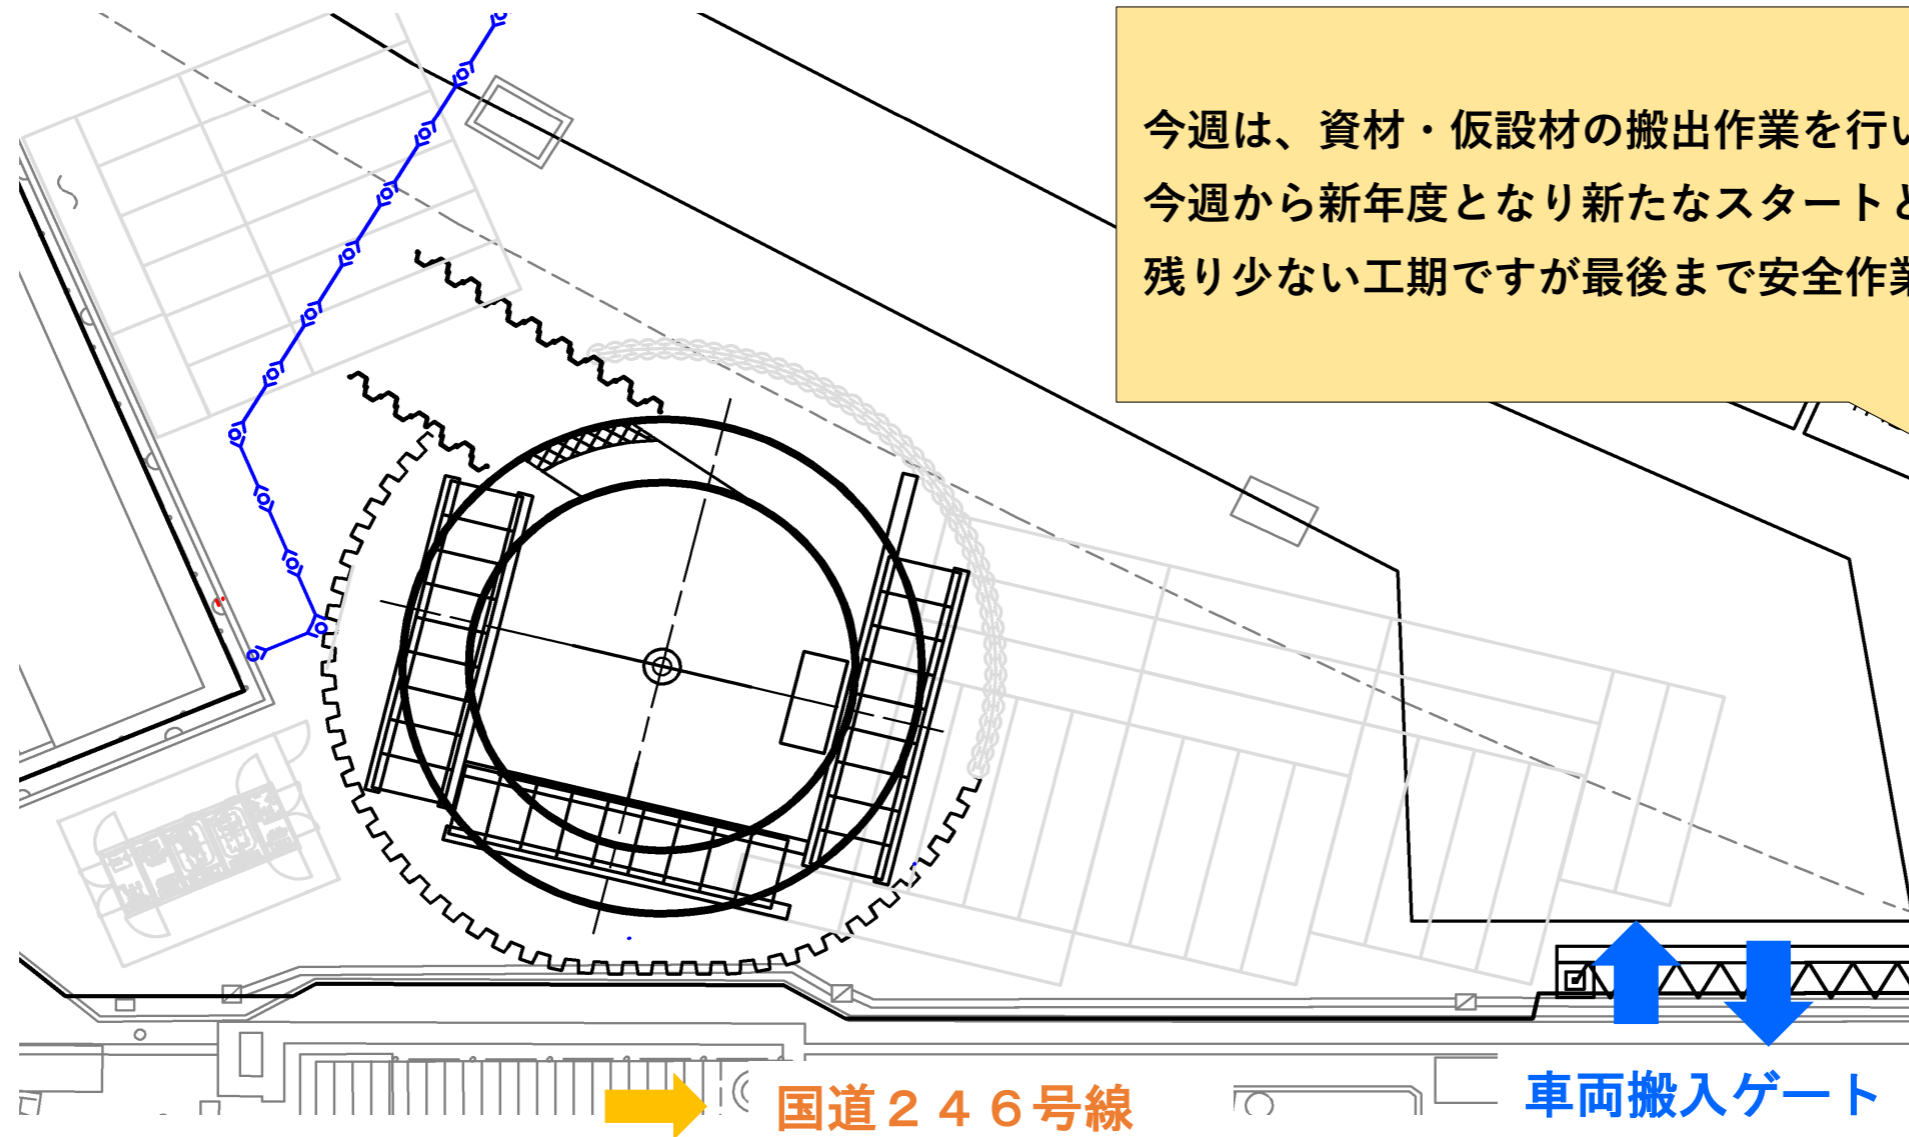 今週は、資材・仮設材の搬出作業を行い
今週から新年度となり新たなスタートと
残り少ない工期ですが最後まで安全作業
国道２４６号線
車両搬入ゲート